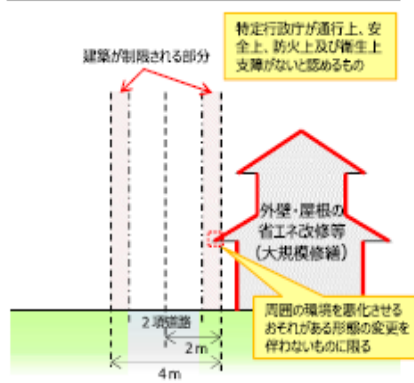 特定行政庁が通行上、安
全上、防火上及び衛生上
支障がないと認めるもの
建築が制限される部分
外壁・屋根の
省エネ改修等
(大規模修繕)
周囲の環境を悪化させる
おそれがある形態の変更を
伴わないものに限る
2項道路
2m
4m